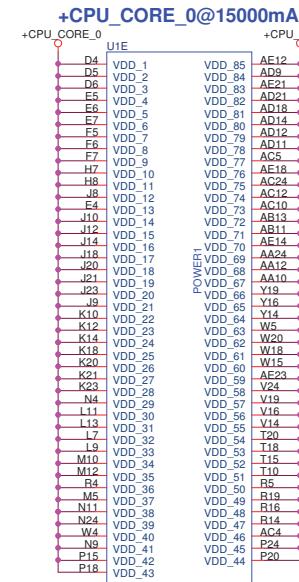 +CPU_CORE_0@15000mA
+CPU_CORE_0 +CPU
U1E
D4 VDD_1 VDD_85 AE12
D5 VDD_2 VDD_84 AD9
D6 VDD_3 VDD_83 AE21
E5 VDD_4 VDD_82 AD21
E6 VDD_5 VDD_81 AD18
E7 VDD_6 VDD_80 AD14
F5 VDD_7 VDD_79 AD12
F6 VDD_8 VDD_78 AD11
F7 VDD_9 VDD_77 AC5
H7 VDD_10 VDD_76 AE18
H8 VDD_11 VDD_75 AC24
J8 VDD_12 VDD_74 AC12
E4 VDD_13 VDD_73 AC10
J10 VDD_14 VDD_72 AB13
J12 VDD_15 VDD_71 AB11
J14 VDD_16 VDD_70 AE14
J18 VDD_17 VDD_69 AA24
J20 VDD_18 VDD_68 AA12
J21 VDD_19 VDD_67 AA10
J23 VDD_20 VDD_66 Y19
J9 VDD_21 VDD_65 Y16
K10 VDD_22 VDD_64 Y14
K12 VDD_23 VDD_63 W5
K14 VDD_24 VDD_62 W20
K18 VDD_25 VDD_61 W18
K20 VDD_26 VDD_60 W15
K21 VDD_27 VDD_59 AE23
K23 VDD_28 VDD_58 V24
N4 VDD_29 VDD_57 V19
L11 VDD_30 VDD_56 V16
L13 VDD_31 VDD_55 V14
L7 VDD_32 VDD_54 T20
L9 VDD_33 VDD_53 T18
M10 VDD_34 VDD_52 T15
M12 VDD_35 VDD_51 T10
R4 VDD_36 VDD_50 R5
M5 VDD_37 VDD_49 R19
N11 VDD_38 VDD_48 R16
N24 VDD_39 VDD_47 R14
W4 VDD_40 VDD_46 AC4
N9 VDD_41 VDD_45 P24
P15 VDD_42 VDD_44 P20
P18 VDD_43
POWER1